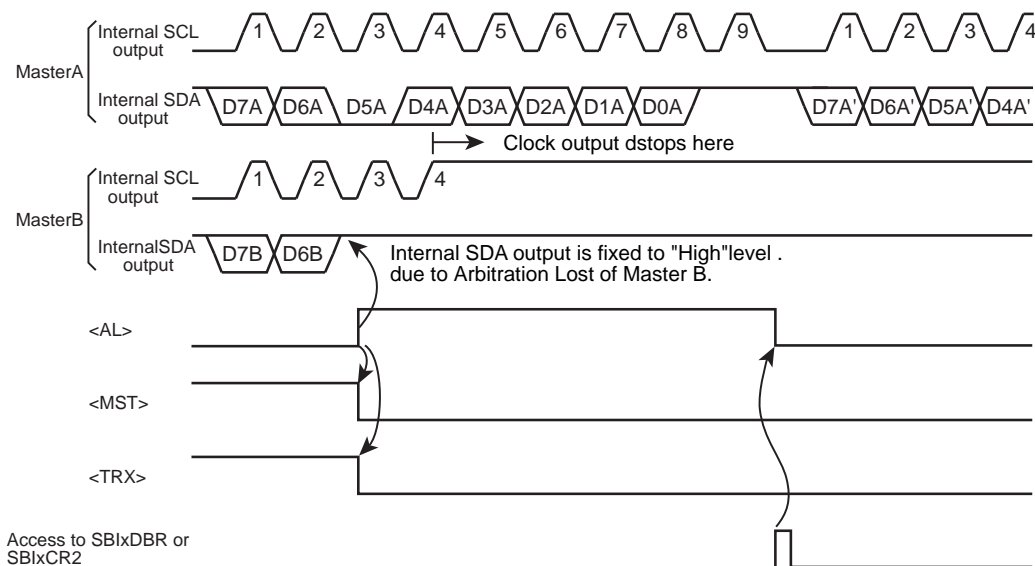 Internal SCL
output
1 2 3 4 5 6 7 8 9 1 2 3 4
MasterA
Internal SDA
output
D7A D6A D5A D4A D3A D2A D1A D0A D7A' D6A' D5A' D4A'
Clock output dstops here
Internal SCL
output
1 2 3 4
MasterB
InternalSDA
output
D7B D6B
Internal SDA output is fixed to "High"level .
due to Arbitration Lost of Master B.
<AL>
<MST>
<TRX>
Access to SBIxDBR or
SBIxCR2